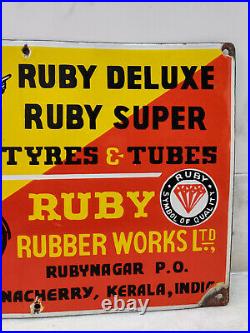 RUBY DELUXE
RUBY SUPER
TYRES & TUBES
RUBY
RUBY
SYMBOL OF QUALITY
RUBBER WORKS LTD.,
RUBYNAGAR P.O.
NACHERRY, KERALA, INDIA